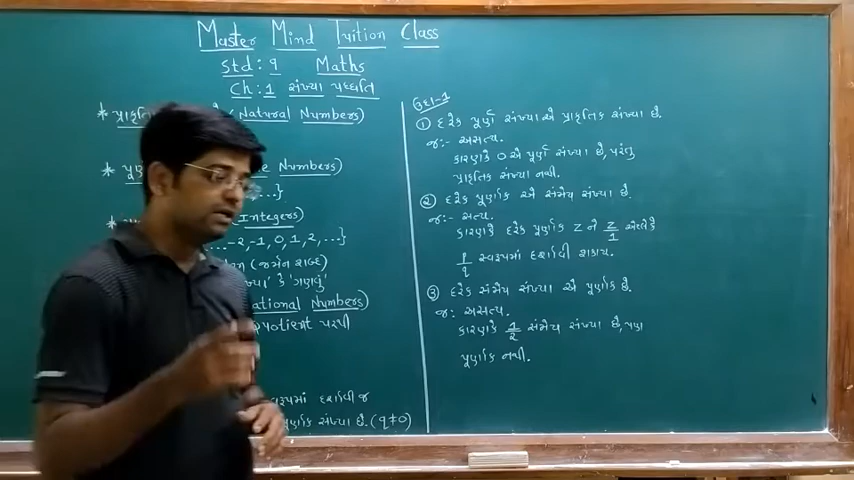 Master Mind Tuition Class
Std: 9 Maths
Ch: 1 સંખ્યા પદ્ધતિ
* (Natural Numbers)
* Numbers)
...}
* (Integers)
...-2,-1,0,1,2,...}
(જર્મન શબ્દ)
કે 'ગણવું'
Numbers)
quotient પરથી
સ્વરૂપમાં દર્શાવી જ
પૂર્ણાંક સંખ્યા છે.(q≠0)
ઉદા-1
① દરેક પૂર્ણ સંખ્યા એ પ્રાકૃતિક સંખ્યા છે.
જ:- અસત્ય.
કારણકે 0 એ પૂર્ણ સંખ્યા છે,પરંતુ
પ્રાકૃતિક સંખ્યા નથી.
② દરેક પૂર્ણાંક એ સંમેય સંખ્યા છે.
જ:- સત્ય.
કારણકે દરેક પૂર્ણાંક z ને z/1 એટલેકે
p/q સ્વરૂપમાં દર્શાવી શકાય.
③ દરેક સંમેય સંખ્યા એ પૂર્ણાંક છે.
જ: અસત્ય.
કારણકે 1/2 સંમેય સંખ્યા છે,પણ
પૂર્ણાંક નથી.